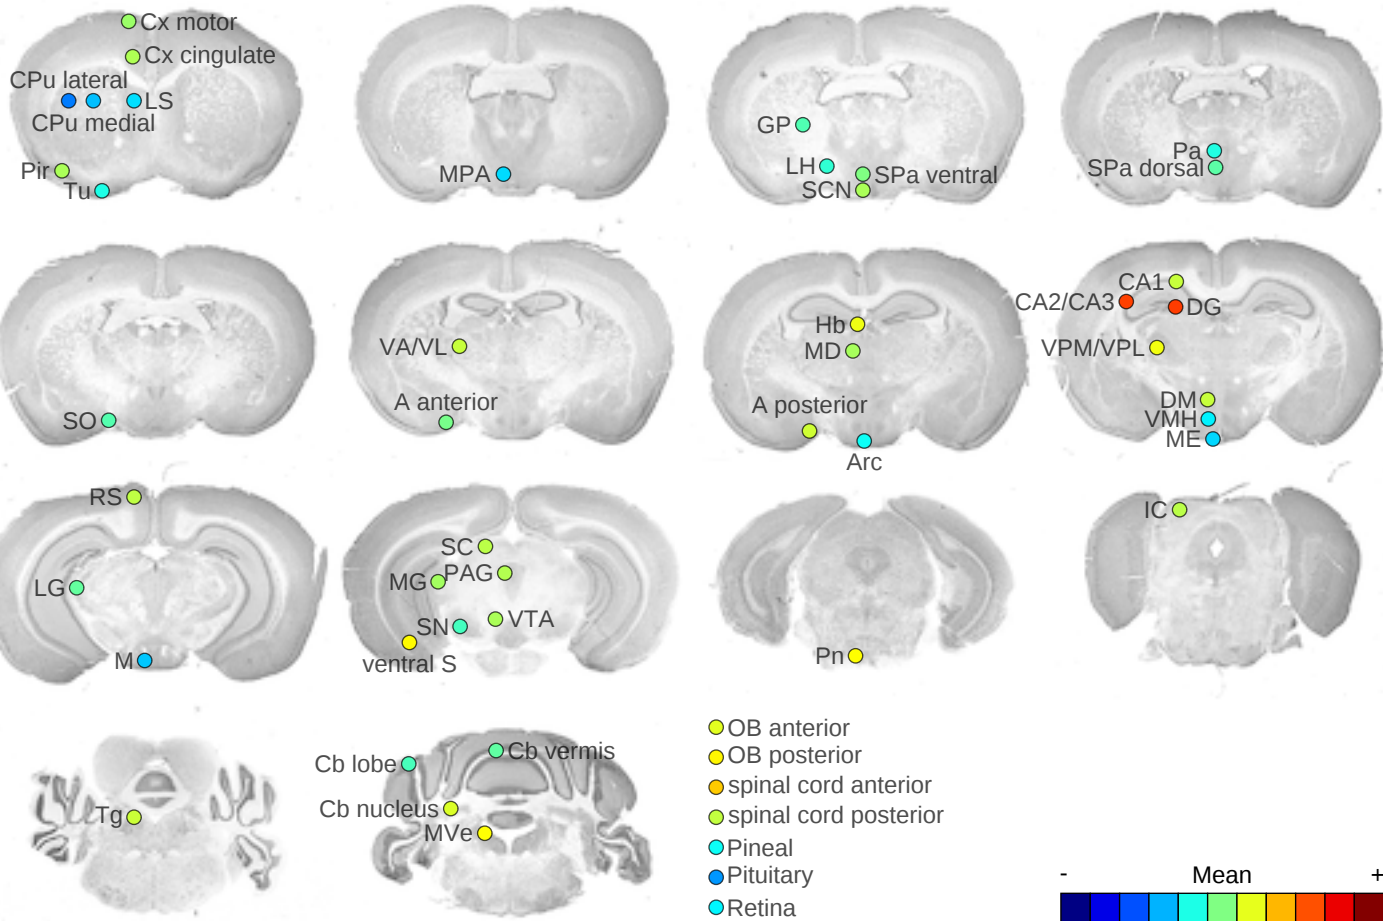 Cx motor
Cx cingulate
CPu lateral
LS
CPu medial
Pir
Tu
MPA
GP
LH
SPa ventral
SCN
Pa
SPa dorsal
SO
VA/VL
A anterior
Hb
MD
A posterior
Arc
CA1
CA2/CA3
DG
VPM/VPL
DM
VMH
ME
RS
LG
M
SC
PAG
MG
VTA
SN
ventral S
Pn
IC
Tg
Cb lobe
Cb vermis
Cb nucleus
MVe
OB anterior
OB posterior
spinal cord anterior
spinal cord posterior
Pineal
Pituitary
Retina
- Mean +